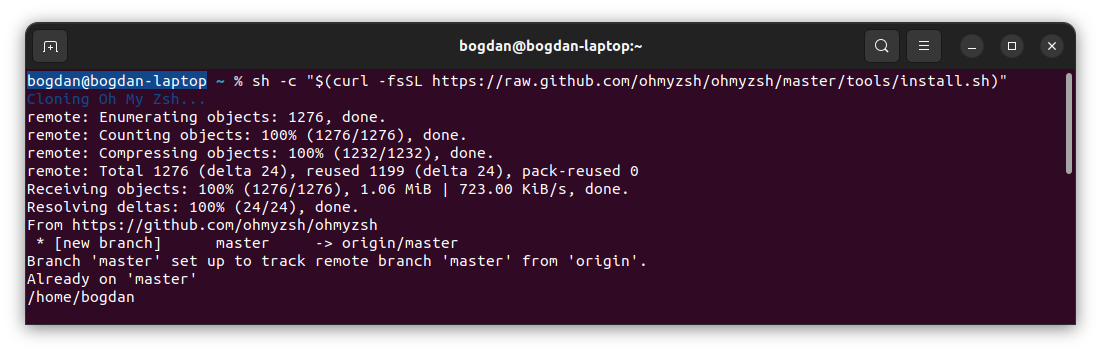 bogdan@bogdan-laptop:~
bogdan@bogdan-laptop ~ % sh -c "$(curl -fsSL https://raw.github.com/ohmyzsh/ohmyzsh/master/tools/install.sh)"
Cloning Oh My Zsh...
remote: Enumerating objects: 1276, done.
remote: Counting objects: 100% (1276/1276), done.
remote: Compressing objects: 100% (1232/1232), done.
remote: Total 1276 (delta 24), reused 1199 (delta 24), pack-reused 0
Receiving objects: 100% (1276/1276), 1.06 MiB | 723.00 KiB/s, done.
Resolving deltas: 100% (24/24), done.
From https://github.com/ohmyzsh/ohmyzsh
 * [new branch]      master     -> origin/master
Branch 'master' set up to track remote branch 'master' from 'origin'.
Already on 'master'
/home/bogdan